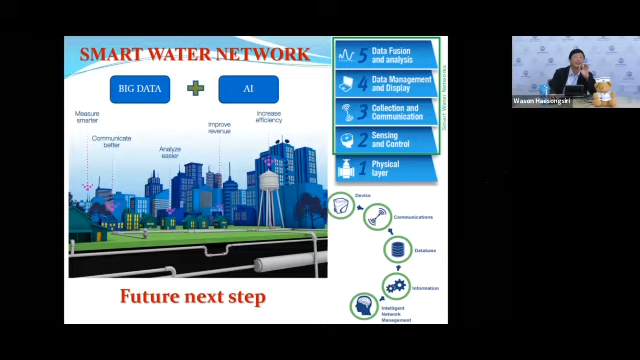 SMART WATER NETWORK
BIG DATA
AI
Measure
smarter
Communicate
better
Analyze
easier
Improve
revenue
Increase
efficiency
Future next step
5 Data Fusion
and analysis
4 Data Management
and Display
3 Collection and
Communication
2 Sensing
and Control
1 Physical
layer
Smart Water Networks
Device
Communications
Database
Information
Intelligent
Network
Management
Wason Haesongsiri